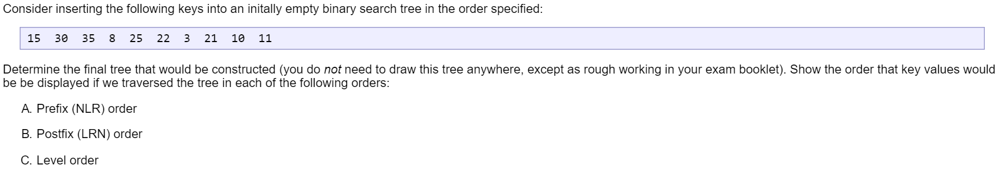 Consider inserting the following keys into an initally empty binary search tree in the order specified:
15 30 35 8 25 22 3 21 10 11
Determine the final tree that would be constructed (you do not need to draw this tree anywhere, except as rough working in your exam booklet). Show the order that key values would
be be displayed if we traversed the tree in each of the following orders:
A. Prefix (NLR) order
B. Postfix (LRN) order
C. Level order